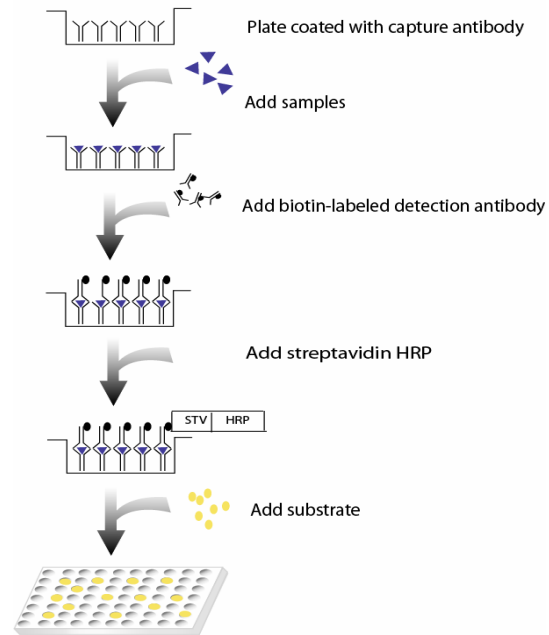 Plate coated with capture antibody
Add samples
Add biotin-labeled detection antibody
Add streptavidin HRP
STV HRP
Add substrate